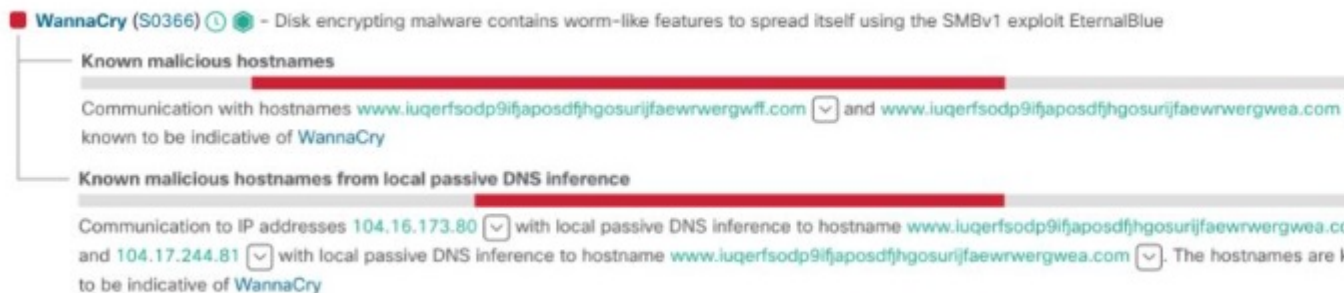 WannaCry (S0366) - Disk encrypting malware contains worm-like features to spread itself using the SMBv1 exploit EternalBlue
Known malicious hostnames
Communication with hostnames www.iuqerfsodp9ifjaposdfjhgosurijfaewrwergwff.com and www.iuqerfsodp9ifjaposdfjhgosurijfaewrwergwea.com
known to be indicative of WannaCry
Known malicious hostnames from local passive DNS inference
Communication to IP addresses 104.16.173.80 with local passive DNS inference to hostname www.iuqerfsodp9ifjaposdfjhgosurijfaewrwergwea.co
and 104.17.244.81 with local passive DNS inference to hostname www.iuqerfsodp9ifjaposdfjhgosurijfaewrwergwea.com . The hostnames are k
to be indicative of WannaCry